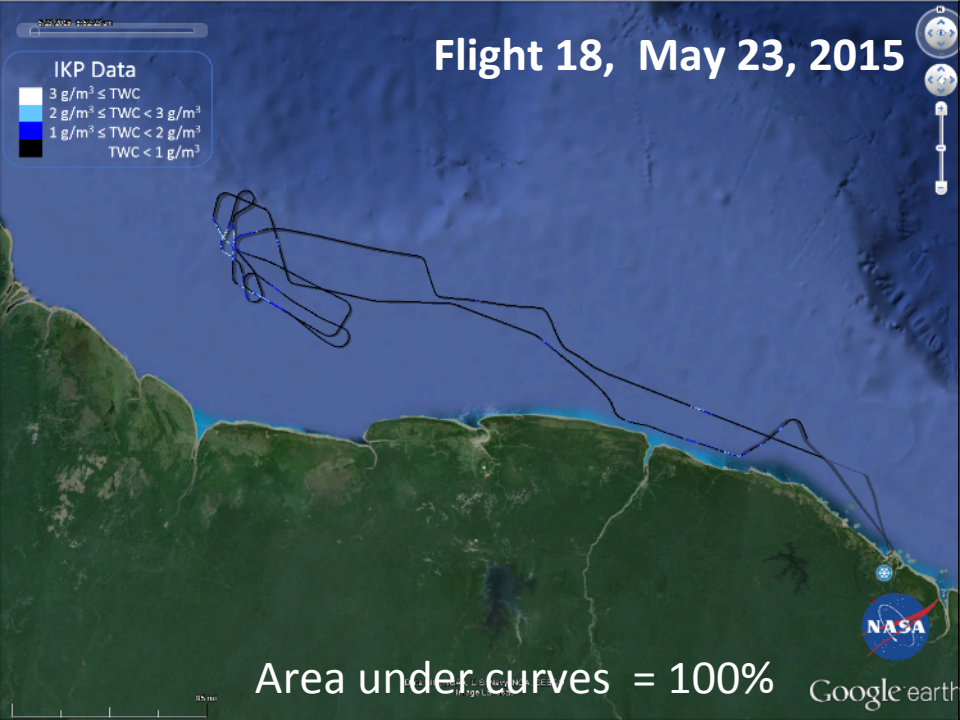 Flight 18, May 23, 2015
IKP Data
3 g/m³ ≤ TWC
2 g/m³ ≤ TWC < 3 g/m³
1 g/m³ ≤ TWC < 2 g/m³
TWC < 1 g/m³
N
NASA
Area under curves = 100%
Google earth